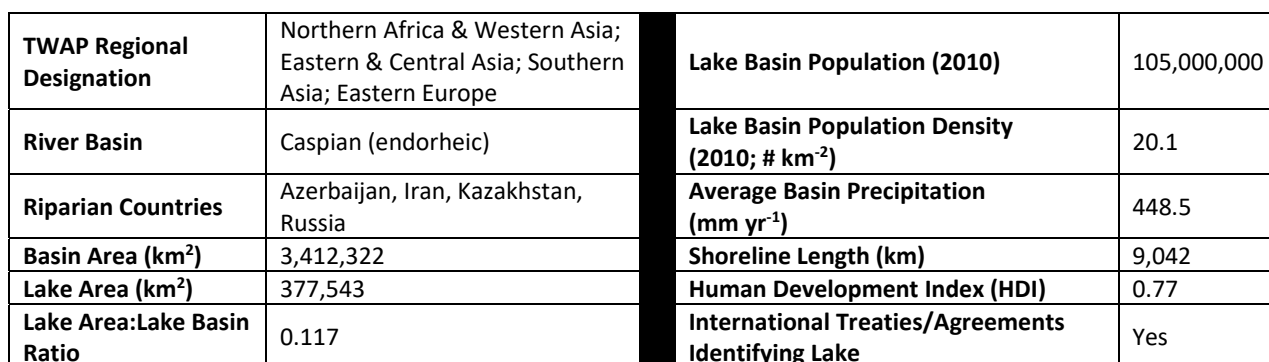 TWAP Regional
Designation
Northern Africa & Western Asia;
Eastern & Central Asia; Southern
Asia; Eastern Europe
Lake Basin Population (2010)
105,000,000
River Basin
Caspian (endorheic)
Lake Basin Population Density
(2010; # km⁻²)
20.1
Riparian Countries
Azerbaijan, Iran, Kazakhstan,
Russia
Average Basin Precipitation
(mm yr⁻¹)
448.5
Basin Area (km²)
3,412,322
Shoreline Length (km)
9,042
Lake Area (km²)
377,543
Human Development Index (HDI)
0.77
Lake Area:Lake Basin
Ratio
0.117
International Treaties/Agreements
Identifying Lake
Yes